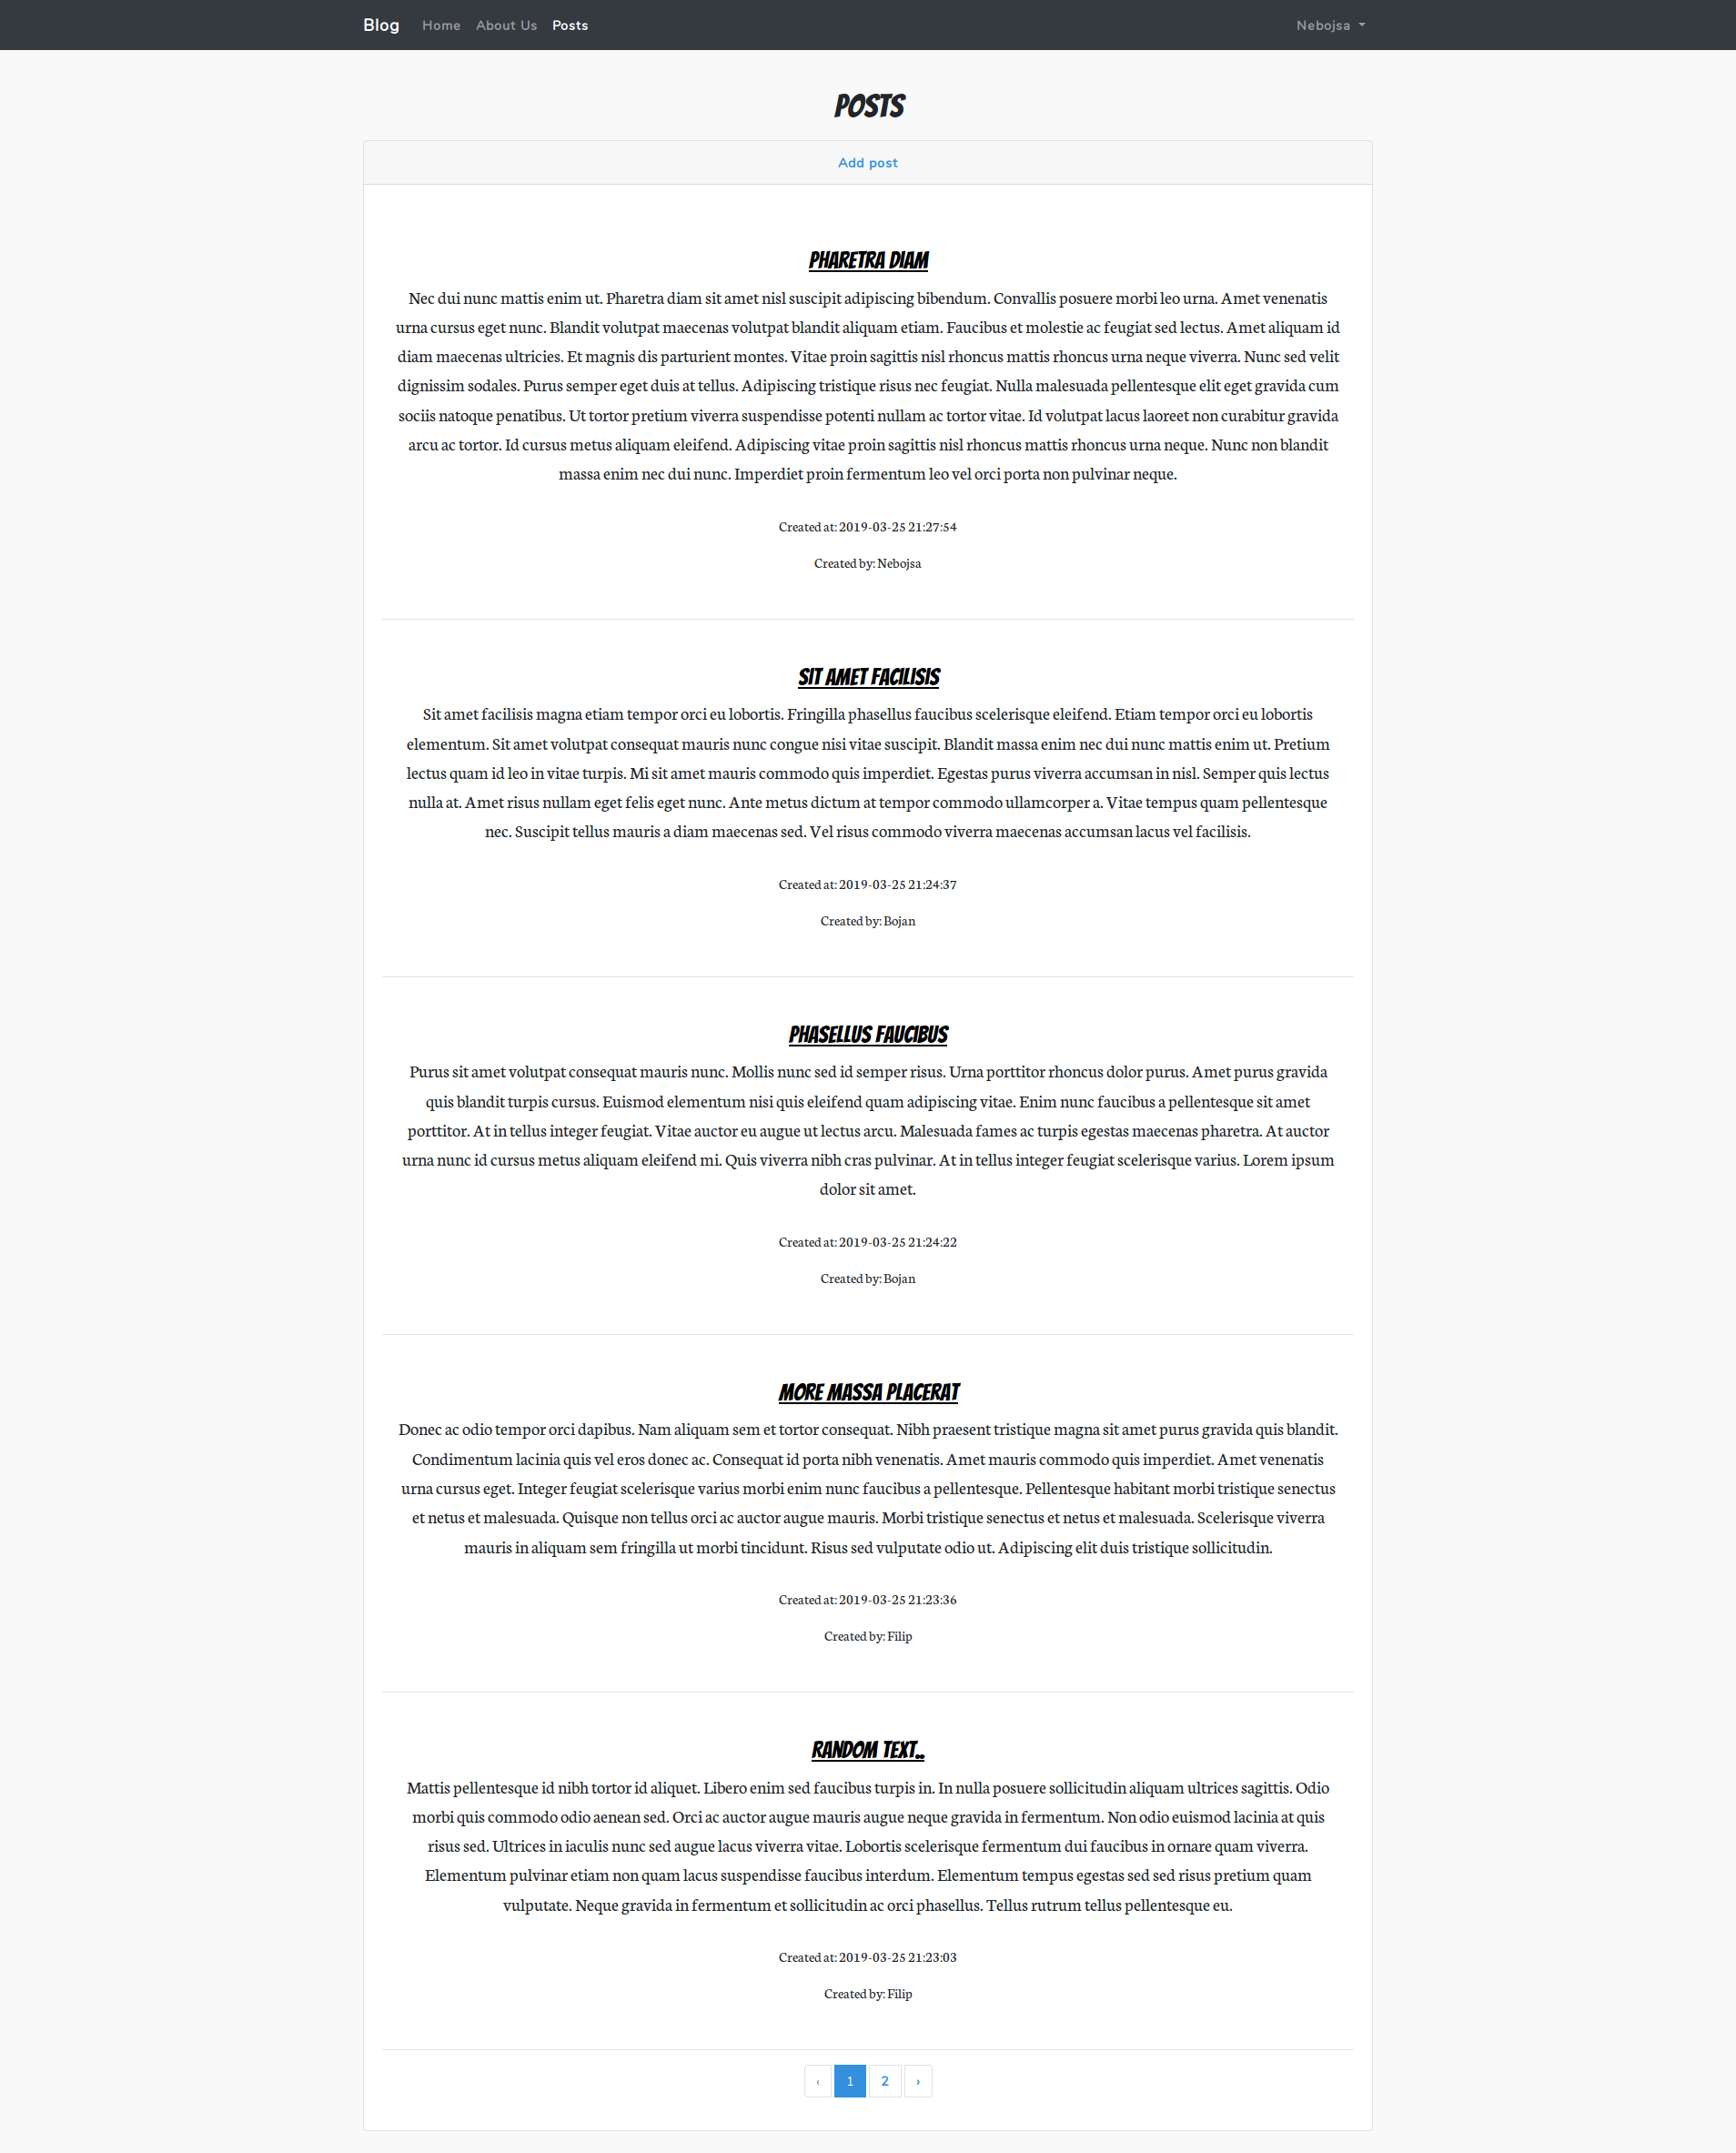 Blog Home About Us Posts Nebojsa
POSTS
Add post
PHARETRA DIAM
Nec dui nunc mattis enim ut. Pharetra diam sit amet nisl suscipit adipiscing bibendum. Convallis posuere morbi leo urna. Amet venenatis
urna cursus eget nunc. Blandit volutpat maecenas volutpat blandit aliquam etiam. Faucibus et molestie ac feugiat sed lectus. Amet aliquam id
diam maecenas ultricies. Et magnis dis parturient montes. Vitae proin sagittis nisl rhoncus mattis rhoncus urna neque viverra. Nunc sed velit
dignissim sodales. Purus semper eget duis at tellus. Adipiscing tristique risus nec feugiat. Nulla malesuada pellentesque elit eget gravida cum
sociis natoque penatibus. Ut tortor pretium viverra suspendisse potenti nullam ac tortor vitae. Id volutpat lacus laoreet non curabitur gravida
arcu ac tortor. Id cursus metus aliquam eleifend. Adipiscing vitae proin sagittis nisl rhoncus mattis rhoncus urna neque. Nunc non blandit
massa enim nec dui nunc. Imperdiet proin fermentum leo vel orci porta non pulvinar neque.
Created at: 2019-03-25 21:27:54
Created by: Nebojsa
SIT AMET FACILISIS
Sit amet facilisis magna etiam tempor orci eu lobortis. Fringilla phasellus faucibus scelerisque eleifend. Etiam tempor orci eu lobortis
elementum. Sit amet volutpat consequat mauris nunc congue nisi vitae suscipit. Blandit massa enim nec dui nunc mattis enim ut. Pretium
lectus quam id leo in vitae turpis. Mi sit amet mauris commodo quis imperdiet. Egestas purus viverra accumsan in nisl. Semper quis lectus
nulla at. Amet risus nullam eget felis eget nunc. Ante metus dictum at tempor commodo ullamcorper a. Vitae tempus quam pellentesque
nec. Suscipit tellus mauris a diam maecenas sed. Vel risus commodo viverra maecenas accumsan lacus vel facilisis.
Created at: 2019-03-25 21:24:37
Created by: Bojan
PHASELLUS FAUCIBUS
Purus sit amet volutpat consequat mauris nunc. Mollis nunc sed id semper risus. Urna porttitor rhoncus dolor purus. Amet purus gravida
quis blandit turpis cursus. Euismod elementum nisi quis eleifend quam adipiscing vitae. Enim nunc faucibus a pellentesque sit amet
porttitor. At in tellus integer feugiat. Vitae auctor eu augue ut lectus arcu. Malesuada fames ac turpis egestas maecenas pharetra. At auctor
urna nunc id cursus metus aliquam eleifend mi. Quis viverra nibh cras pulvinar. At in tellus integer feugiat scelerisque varius. Lorem ipsum
dolor sit amet.
Created at: 2019-03-25 21:24:22
Created by: Bojan
MORE MASSA PLACERAT
Donec ac odio tempor orci dapibus. Nam aliquam sem et tortor consequat. Nibh praesent tristique magna sit amet purus gravida quis blandit.
Condimentum lacinia quis vel eros donec ac. Consequat id porta nibh venenatis. Amet mauris commodo quis imperdiet. Amet venenatis
urna cursus eget. Integer feugiat scelerisque varius morbi enim nunc faucibus a pellentesque. Pellentesque habitant morbi tristique senectus
et netus et malesuada. Quisque non tellus orci ac auctor augue mauris. Morbi tristique senectus et netus et malesuada. Scelerisque viverra
mauris in aliquam sem fringilla ut morbi tincidunt. Risus sed vulputate odio ut. Adipiscing elit duis tristique sollicitudin.
Created at: 2019-03-25 21:23:36
Created by: Filip
RANDOM TEXT..
Mattis pellentesque id nibh tortor id aliquet. Libero enim sed faucibus turpis in. In nulla posuere sollicitudin aliquam ultrices sagittis. Odio
morbi quis commodo odio aenean sed. Orci ac auctor augue mauris augue neque gravida in fermentum. Non odio euismod lacinia at quis
risus sed. Ultrices in iaculis nunc sed augue lacus viverra vitae. Lobortis scelerisque fermentum dui faucibus in ornare quam viverra.
Elementum pulvinar etiam non quam lacus suspendisse faucibus interdum. Elementum tempus egestas sed sed risus pretium quam
vulputate. Neque gravida in fermentum et sollicitudin ac orci phasellus. Tellus rutrum tellus pellentesque eu.
Created at: 2019-03-25 21:23:03
Created by: Filip
‹ 1 2 ›